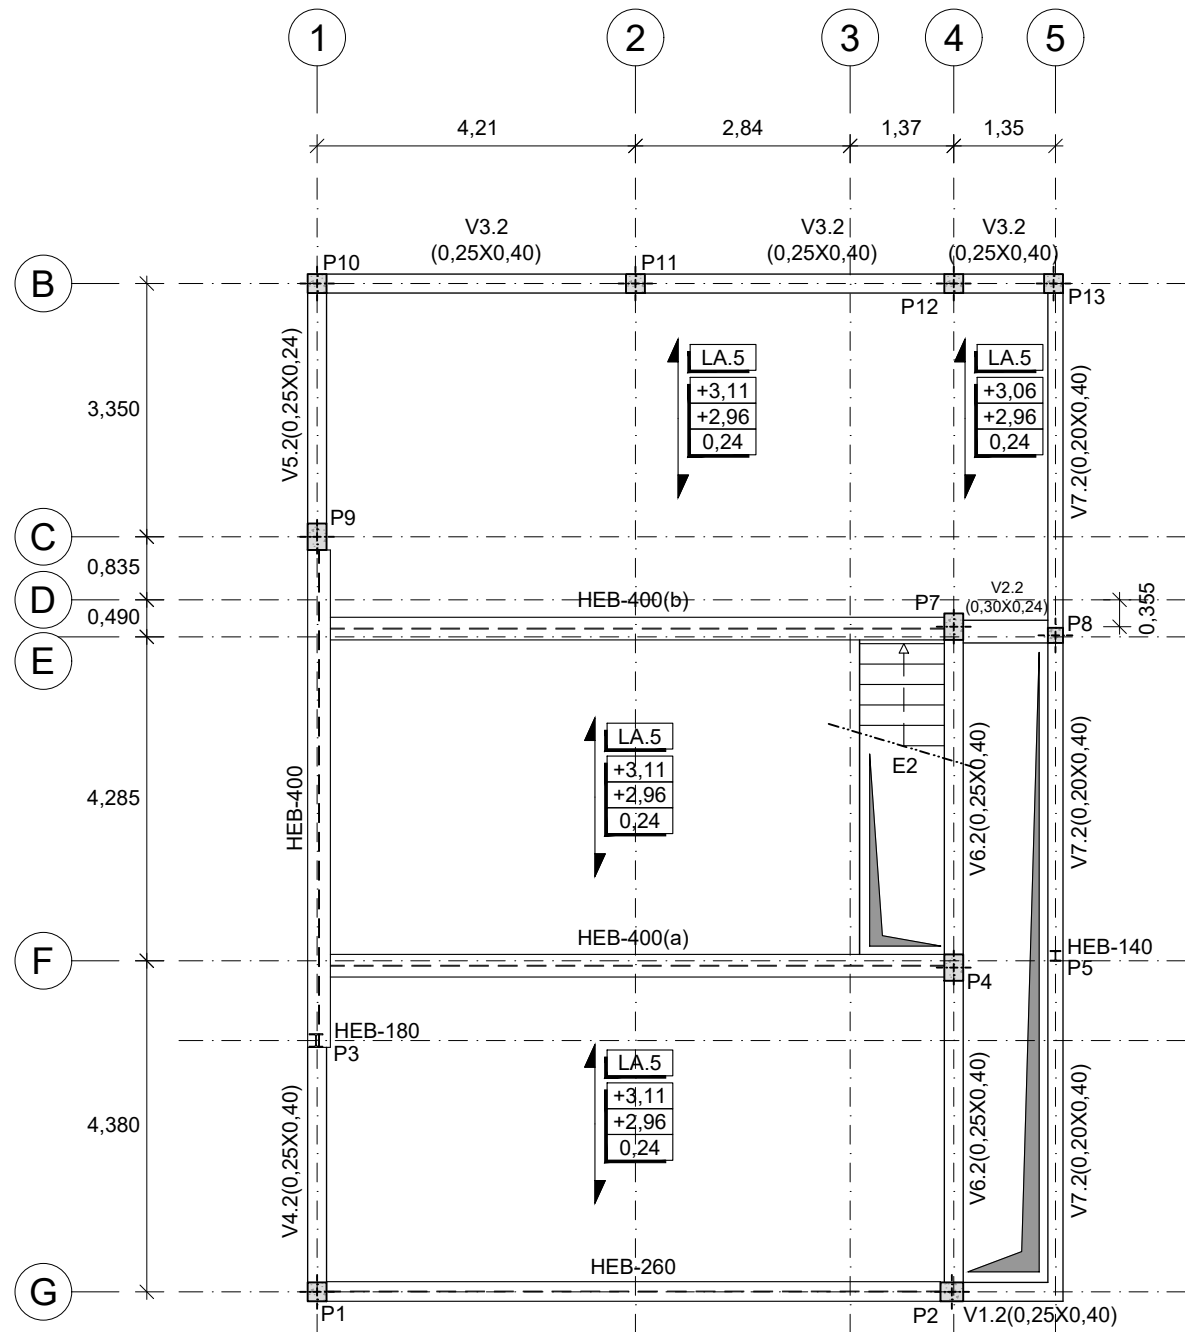 1
2
3
4
5
4,21
2,84
1,37
1,35
V3.2
(0,25X0,40)
V3.2
(0,25X0,40)
V3.2
(0,25X0,40)
B
P10
P11
P12
P13
V5.2(0,25X0,24)
LA.5
+3,11
+2,96
0,24
LA.5
+3,06
+2,96
0,24
V7.2(0,20X0,40)
3,350
C
P9
0,835
D
0,490
HEB-400(b)
P7
V2.2
(0,30X0,24)
0,355
P8
E
LA.5
+3,11
+2,96
0,24
E2
HEB-400
4,285
V6.2(0,25X0,40)
V7.2(0,20X0,40)
HEB-400(a)
F
HEB-140
P5
P4
HEB-180
P3
LA.5
+3,11
+2,96
0,24
4,380
V4.2(0,25X0,40)
V6.2(0,25X0,40)
V7.2(0,20X0,40)
HEB-260
G
P1
P2
V1.2(0,25X0,40)